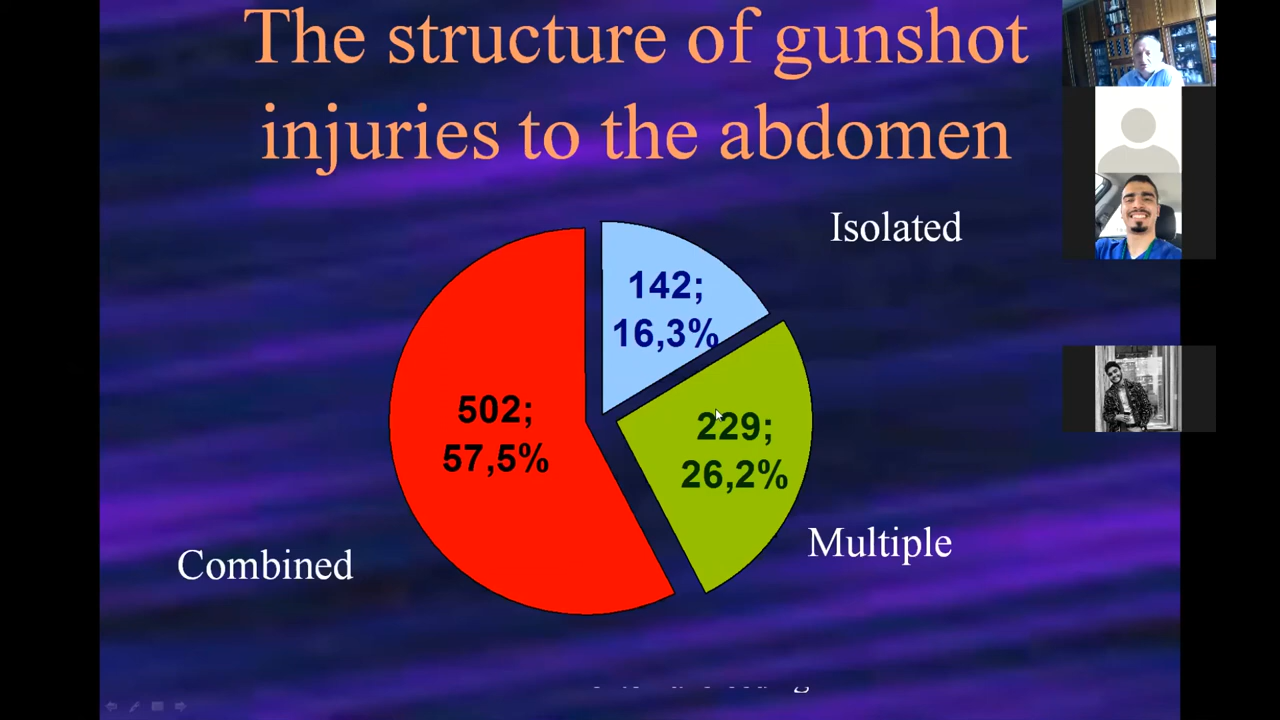 The structure of gunshot
injuries to the abdomen
Isolated
142;
16,3%
502;
57,5%
229;
26,2%
Multiple
Combined